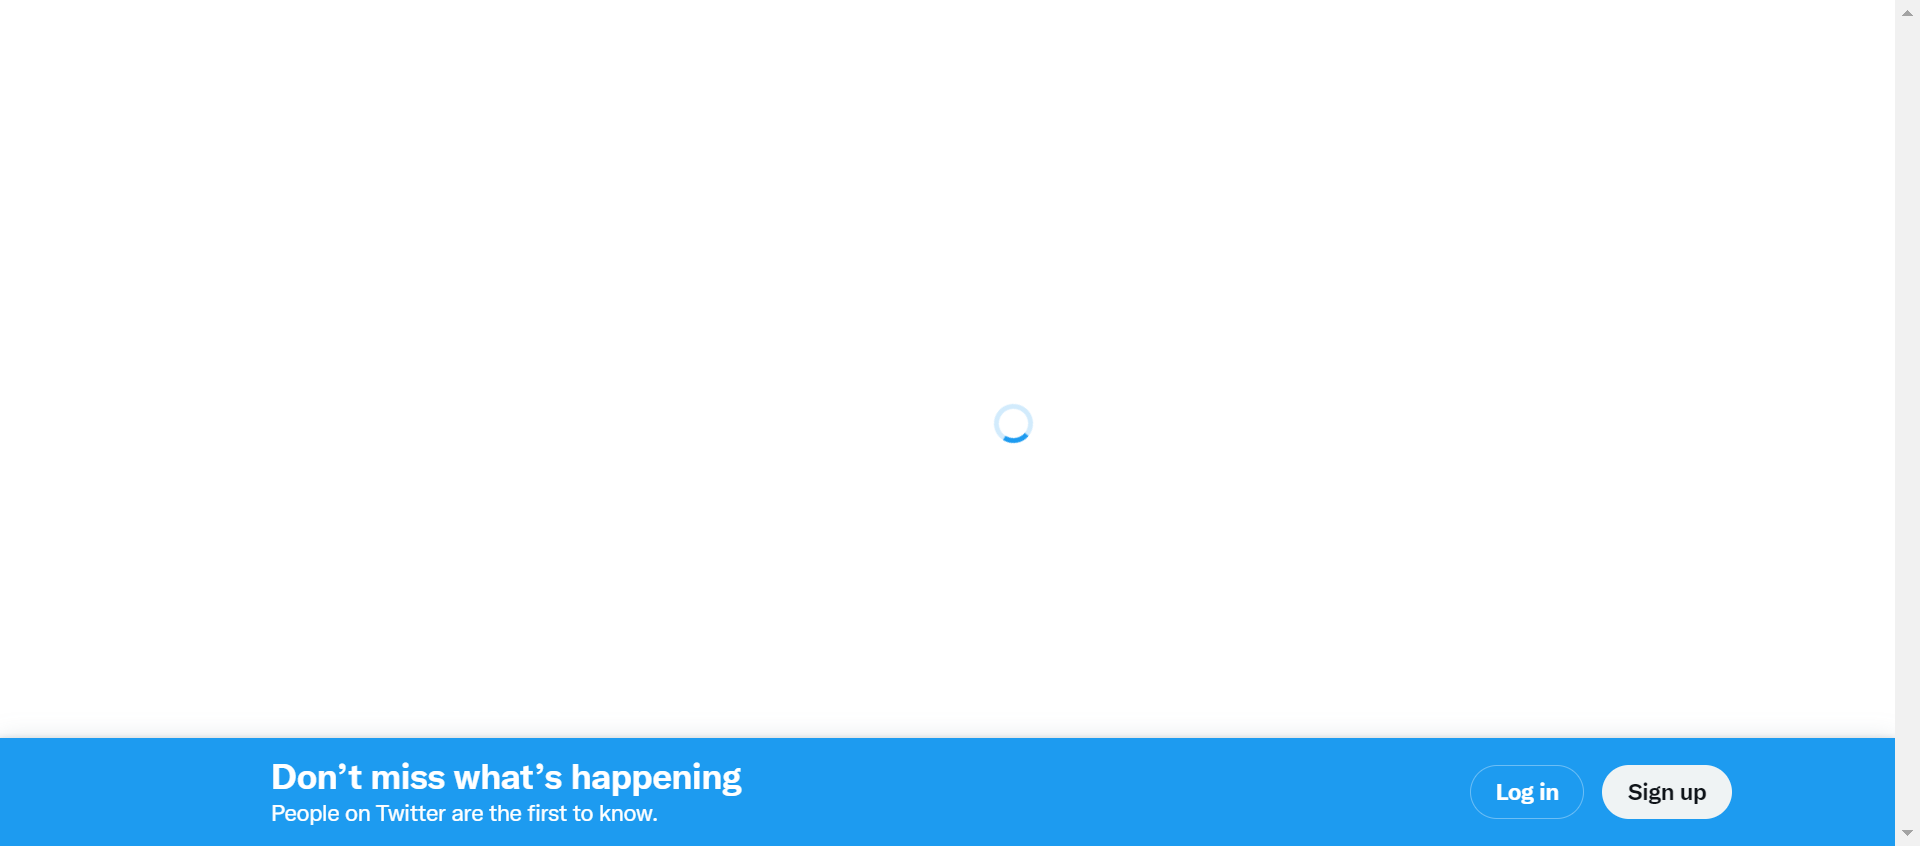 Don’t miss what’s happening
People on Twitter are the first to know.
Log in
Sign up